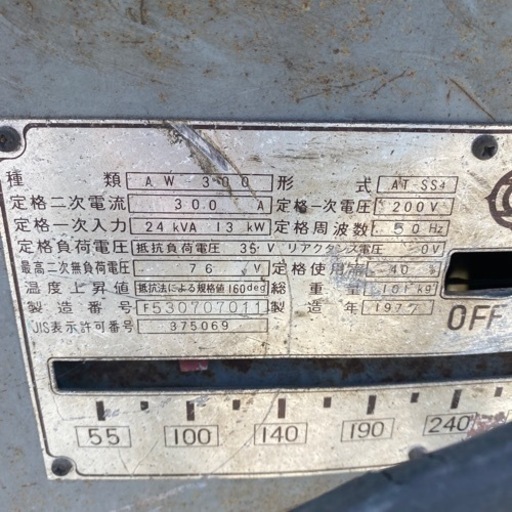 種類 AW 300 形式 AT SS4
定格二次電流 300 A 定格一次電圧 200 V
定格一次入力 24 kVA 13 kW 定格周波数 50 Hz
定格負荷電圧 抵抗負荷電圧 35 V リアクタンス電圧 0V
最高二次無負荷電圧 76 V 定格使用率 40 %
温度上昇値 抵抗法による規格値 160deg 総重量 101 kg
製造番号 F530707011 製造年 1977
JIS表示許可番号 375069
OFF
55 100 140 190 240